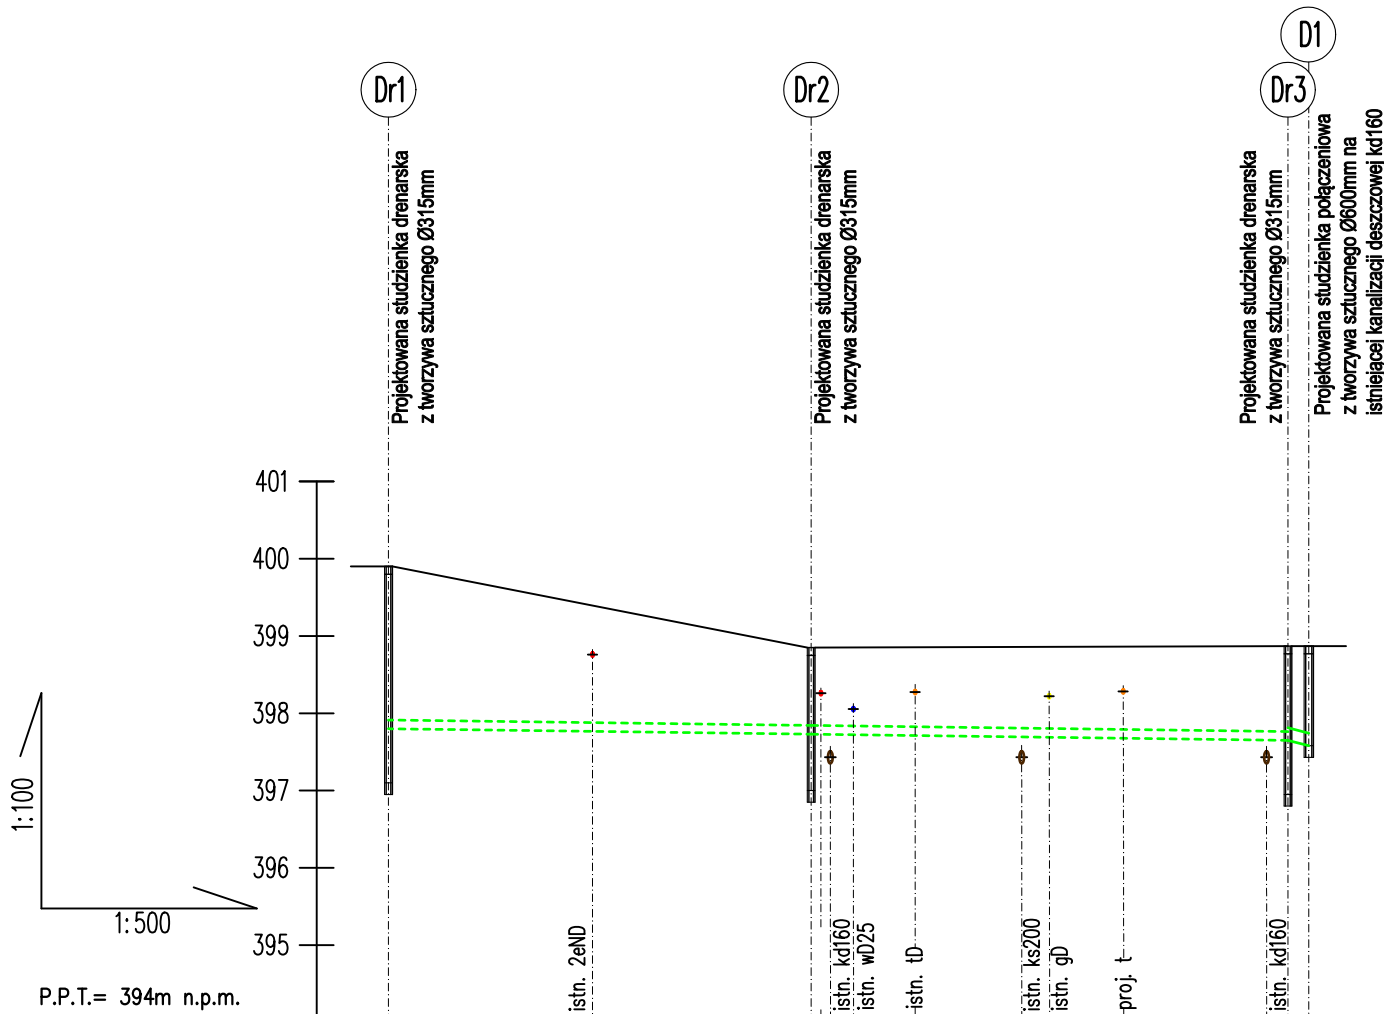 D1
Dr1
Dr2
Dr3
Projektowana studzienka drenarska
z tworzywa sztucznego Ø315mm
Projektowana studzienka drenarska
z tworzywa sztucznego Ø315mm
Projektowana studzienka drenarska
z tworzywa sztucznego Ø315mm
Projektowana studzienka połączeniowa
z tworzywa sztucznego Ø600mm na
istniejącej kanalizacji deszczowej kd160
401
400
399
398
397
396
395
1:100
1:500
P.P.T.= 394m n.p.m.
istn. 2eND
istn. kd160
istn. wD25
istn. tD
istn. ks200
istn. gD
proj. t
istn. kd160